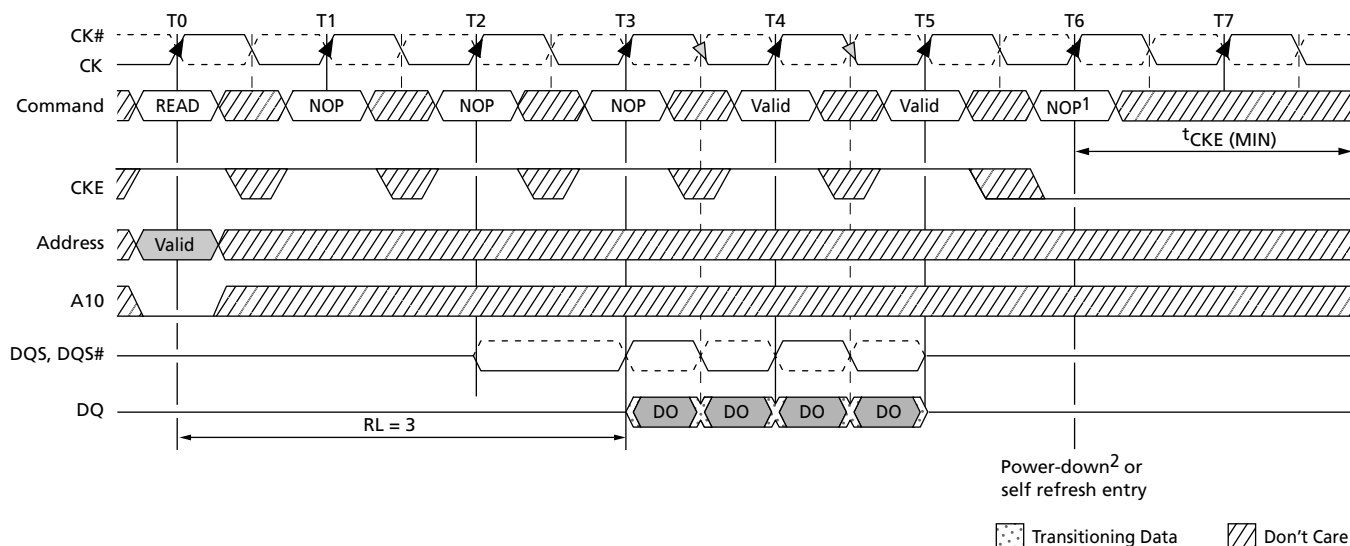 T0 T1 T2 T3 T4 T5 T6 T7
CK#
CK
Command READ NOP NOP NOP Valid Valid NOP1
tCKE (MIN)
CKE
Address Valid
A10
DQS, DQS#
DQ DO DO DO DO
RL = 3
Power-down2 or
self refresh entry
Transitioning Data Don't Care